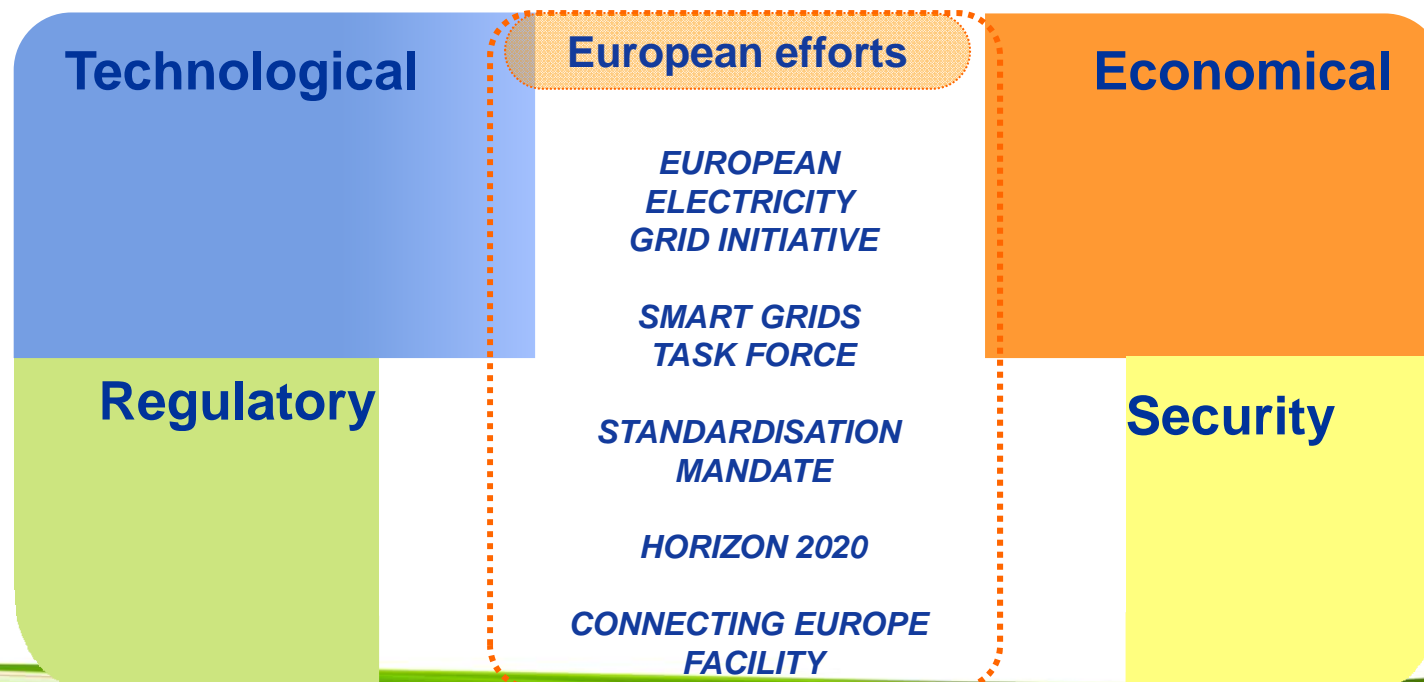 Technological
European efforts
Economical
EUROPEAN
ELECTRICITY
GRID INITIATIVE
SMART GRIDS
TASK FORCE
Regulatory
Security
STANDARDISATION
MANDATE
HORIZON 2020
CONNECTING EUROPE
FACILITY